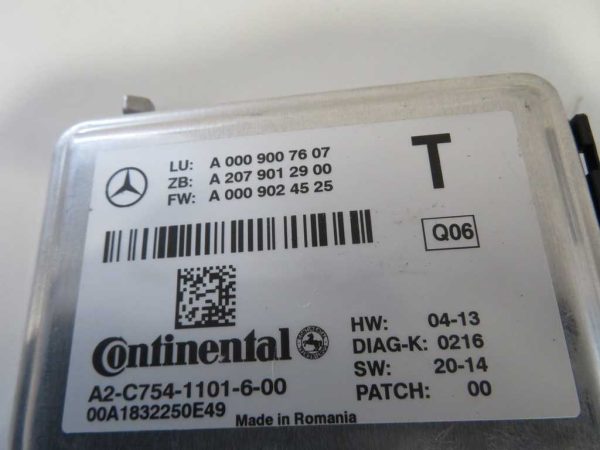 LU: A 000 900 76 07
ZB: A 207 901 29 00
FW: A 000 902 45 25
T
Q06
Continental
HW: 04-13
DIAG-K: 0216
SW: 20-14
PATCH: 00
A2-C754-1101-6-00
00A1832250E49
Made in Romania